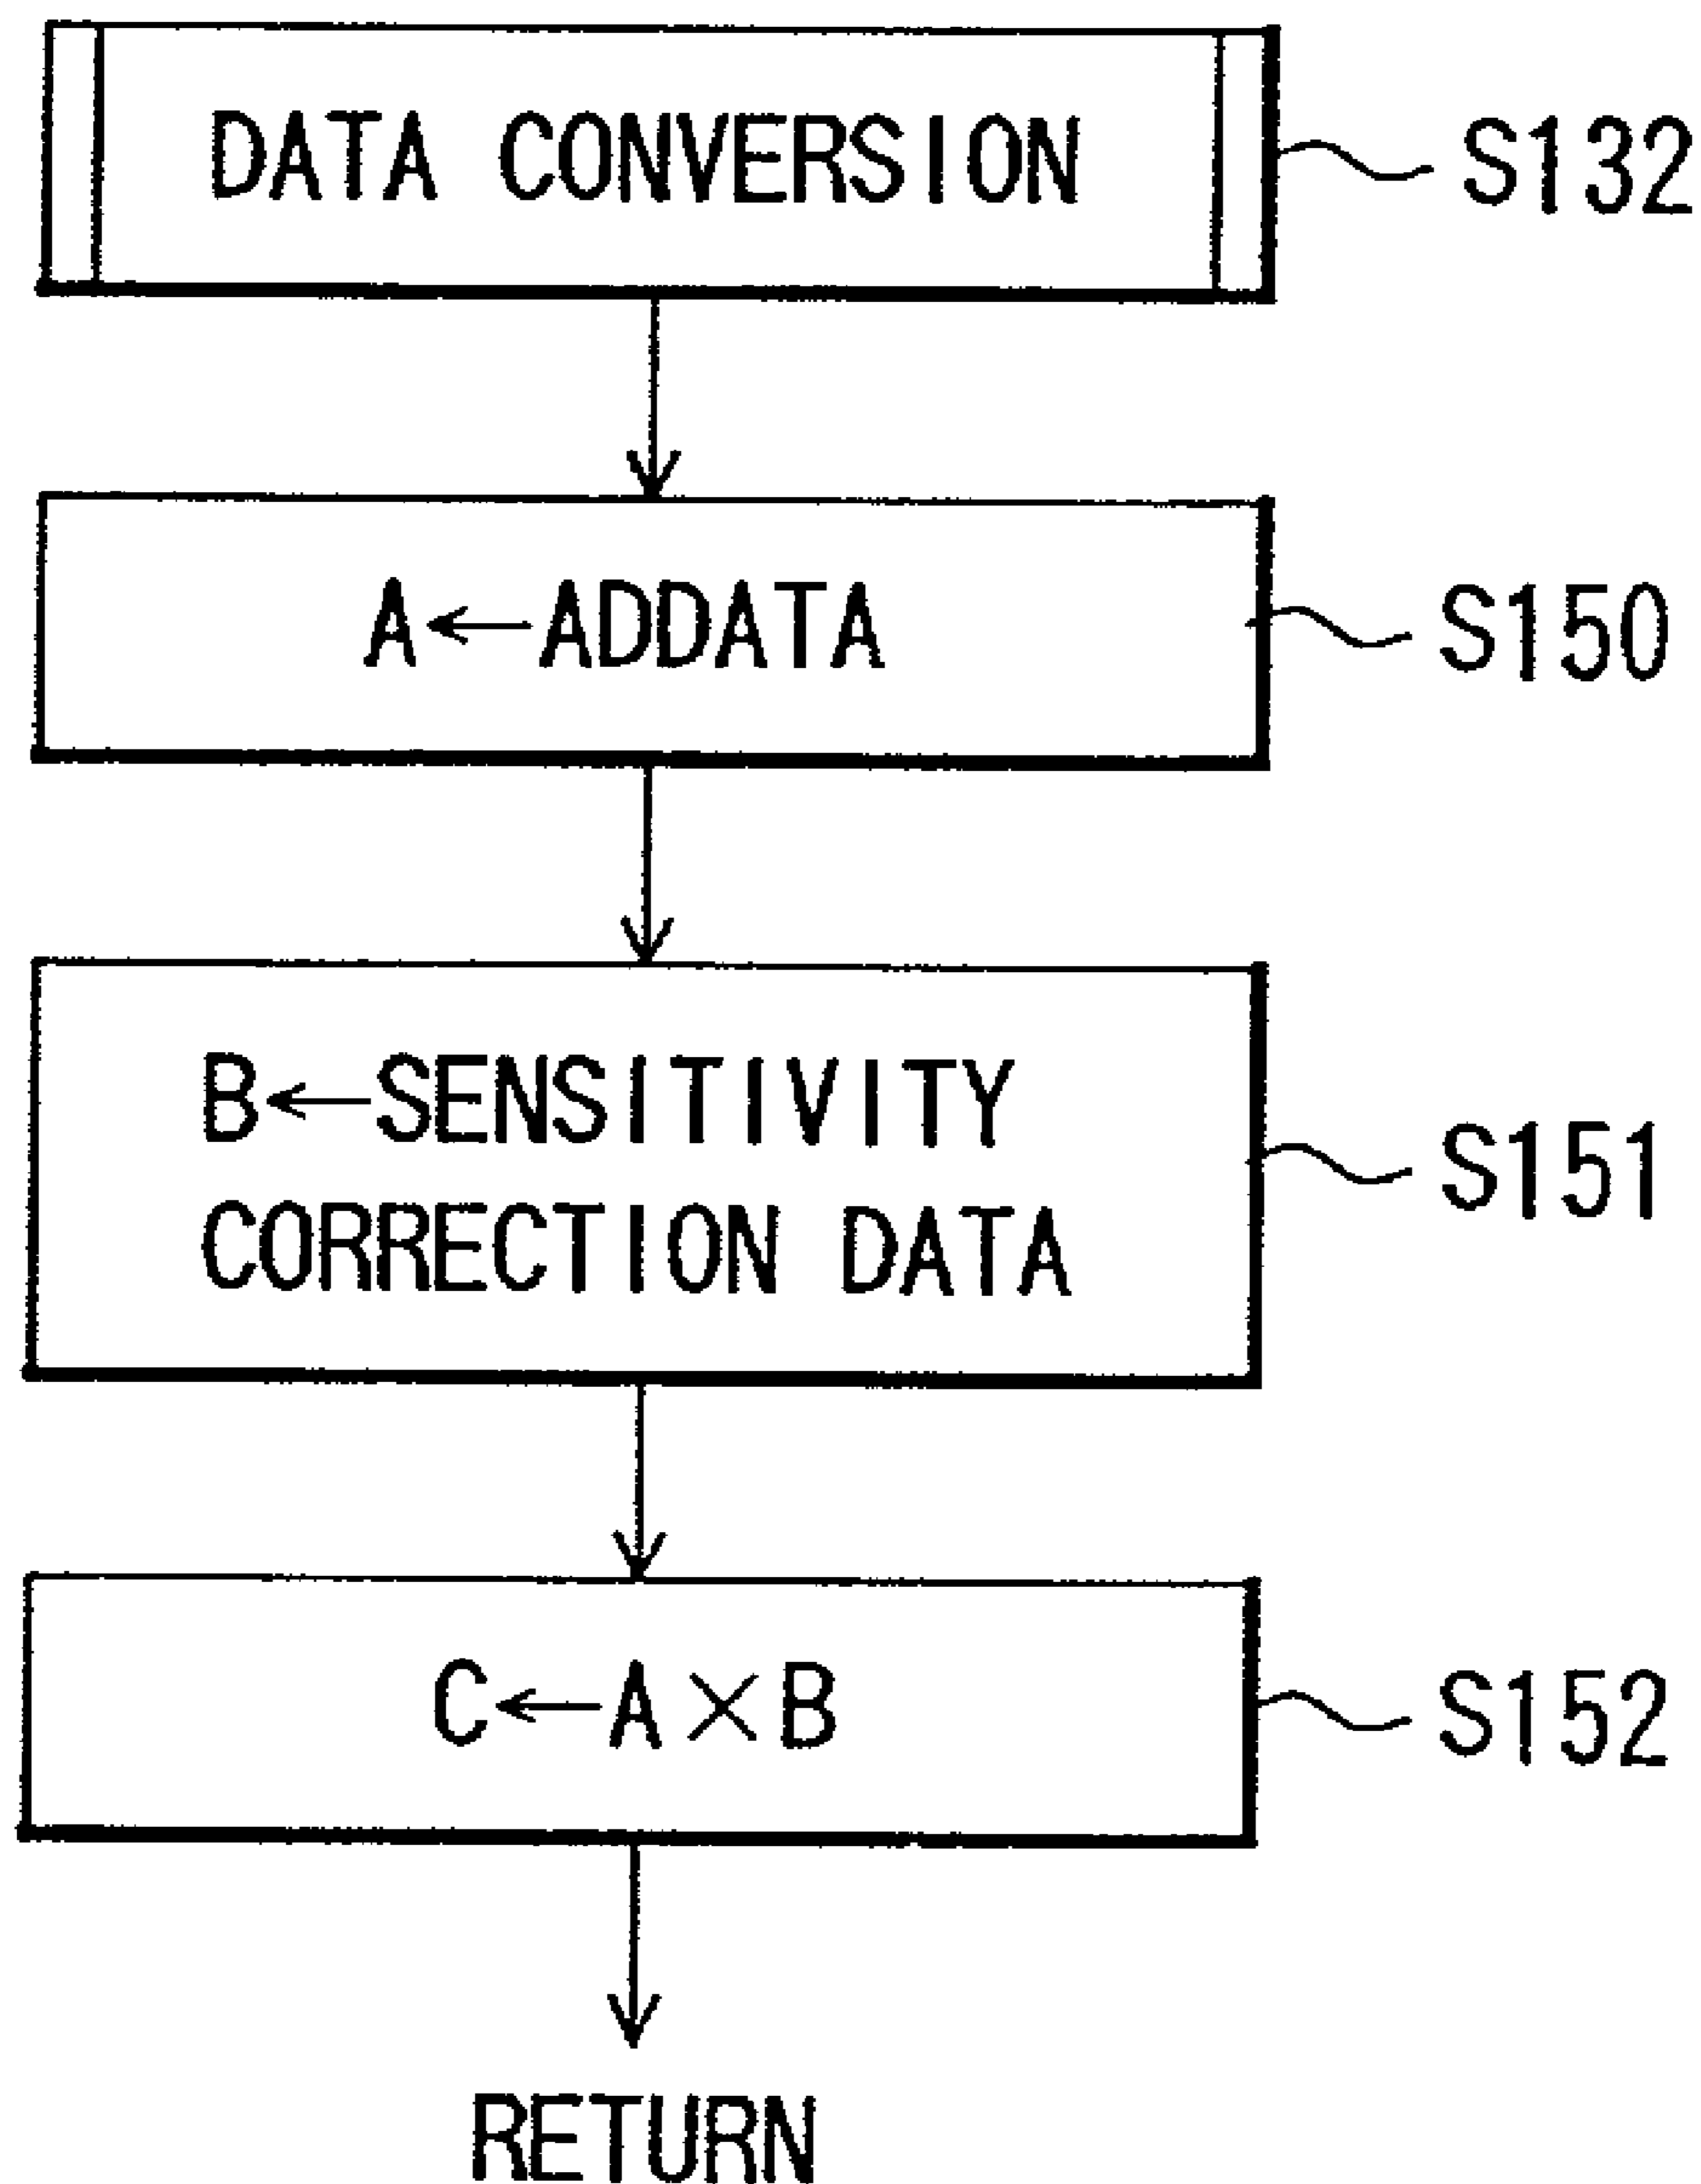 DATA CONVERSION
S132
A←ADDATA
S150
B←SENSITIVITY
CORRECTION DATA
S151
C←A×B
S152
RETURN